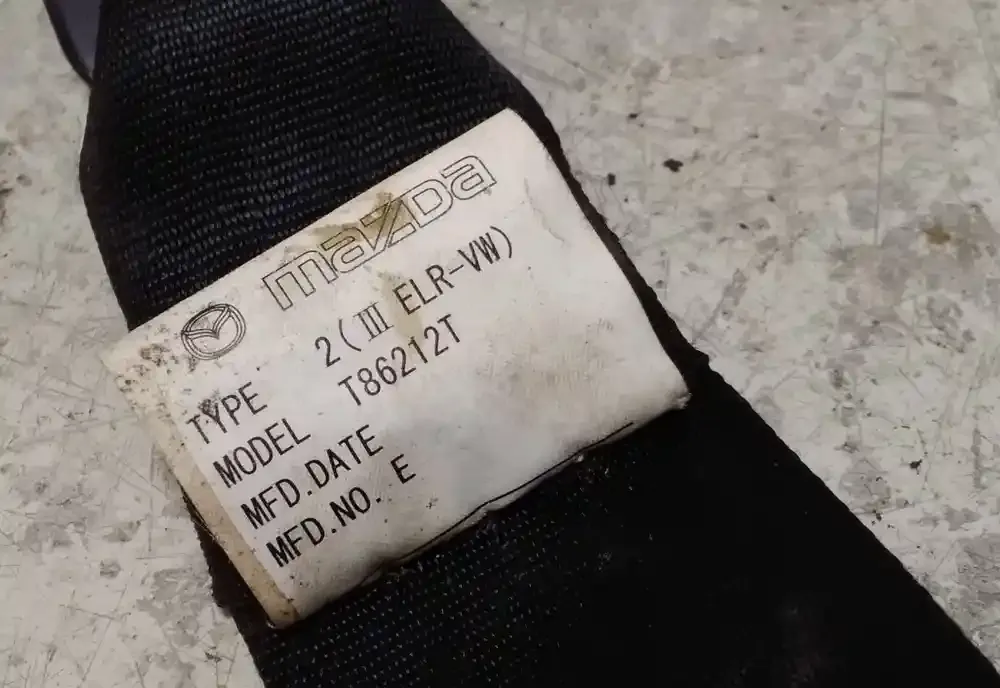 mazda
TYPE 2(Ⅲ ELR-VW)
MODEL T86212T
MFD.DATE
MFD.NO. E